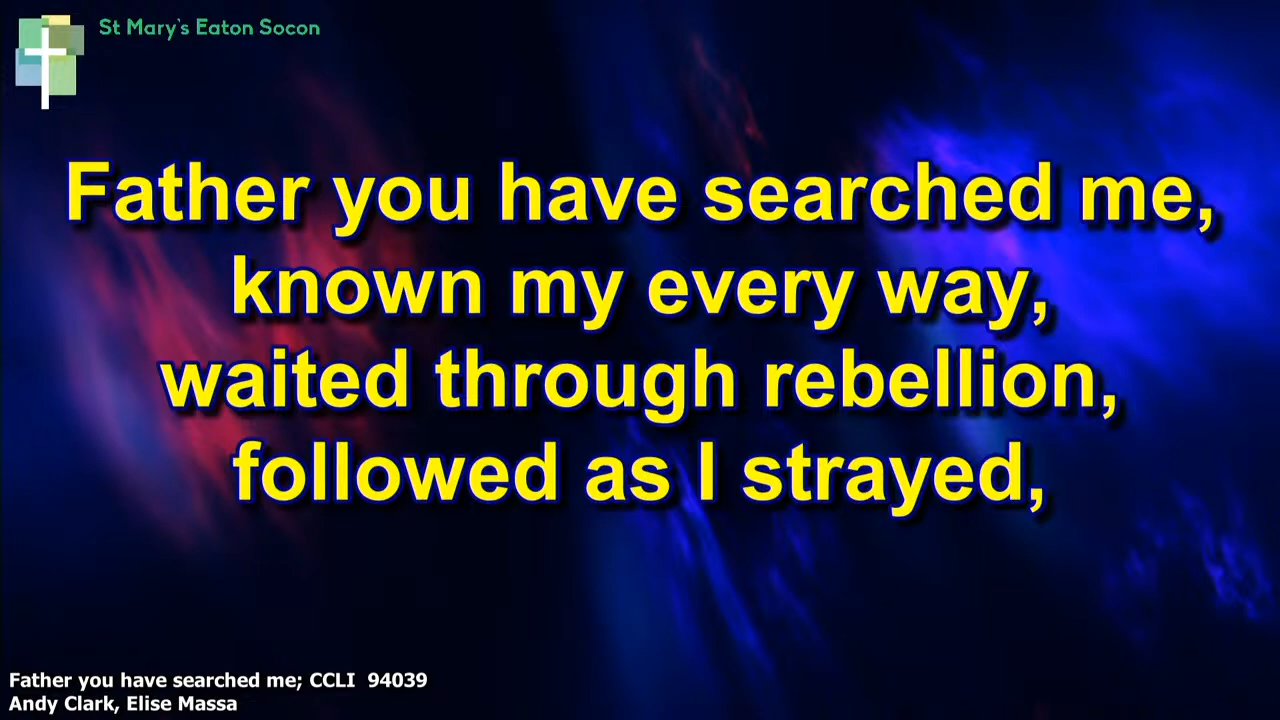 St Mary's Eaton Socon
Father you have searched me,
known my every way,
waited through rebellion,
followed as I strayed,
Father you have searched me; CCLI  94039
Andy Clark, Elise Massa